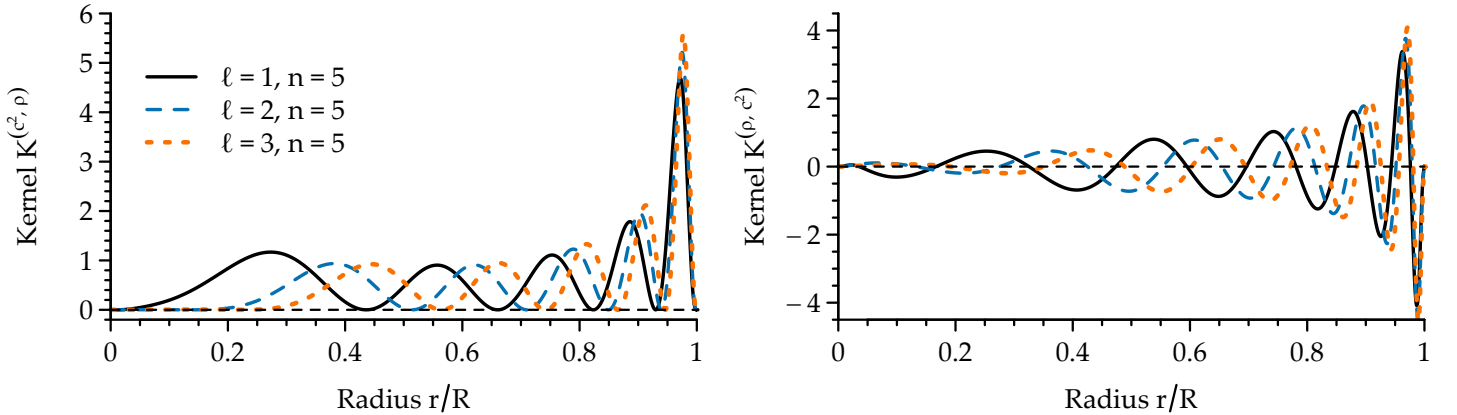 Kernel K(c², ρ)
6
5
4
3
2
1
0
ℓ = 1, n = 5
ℓ = 2, n = 5
ℓ = 3, n = 5
0 0.2 0.4 0.6 0.8 1
Radius r/R
Kernel K(ρ, c²)
4
2
0
−2
−4
0 0.2 0.4 0.6 0.8 1
Radius r/R